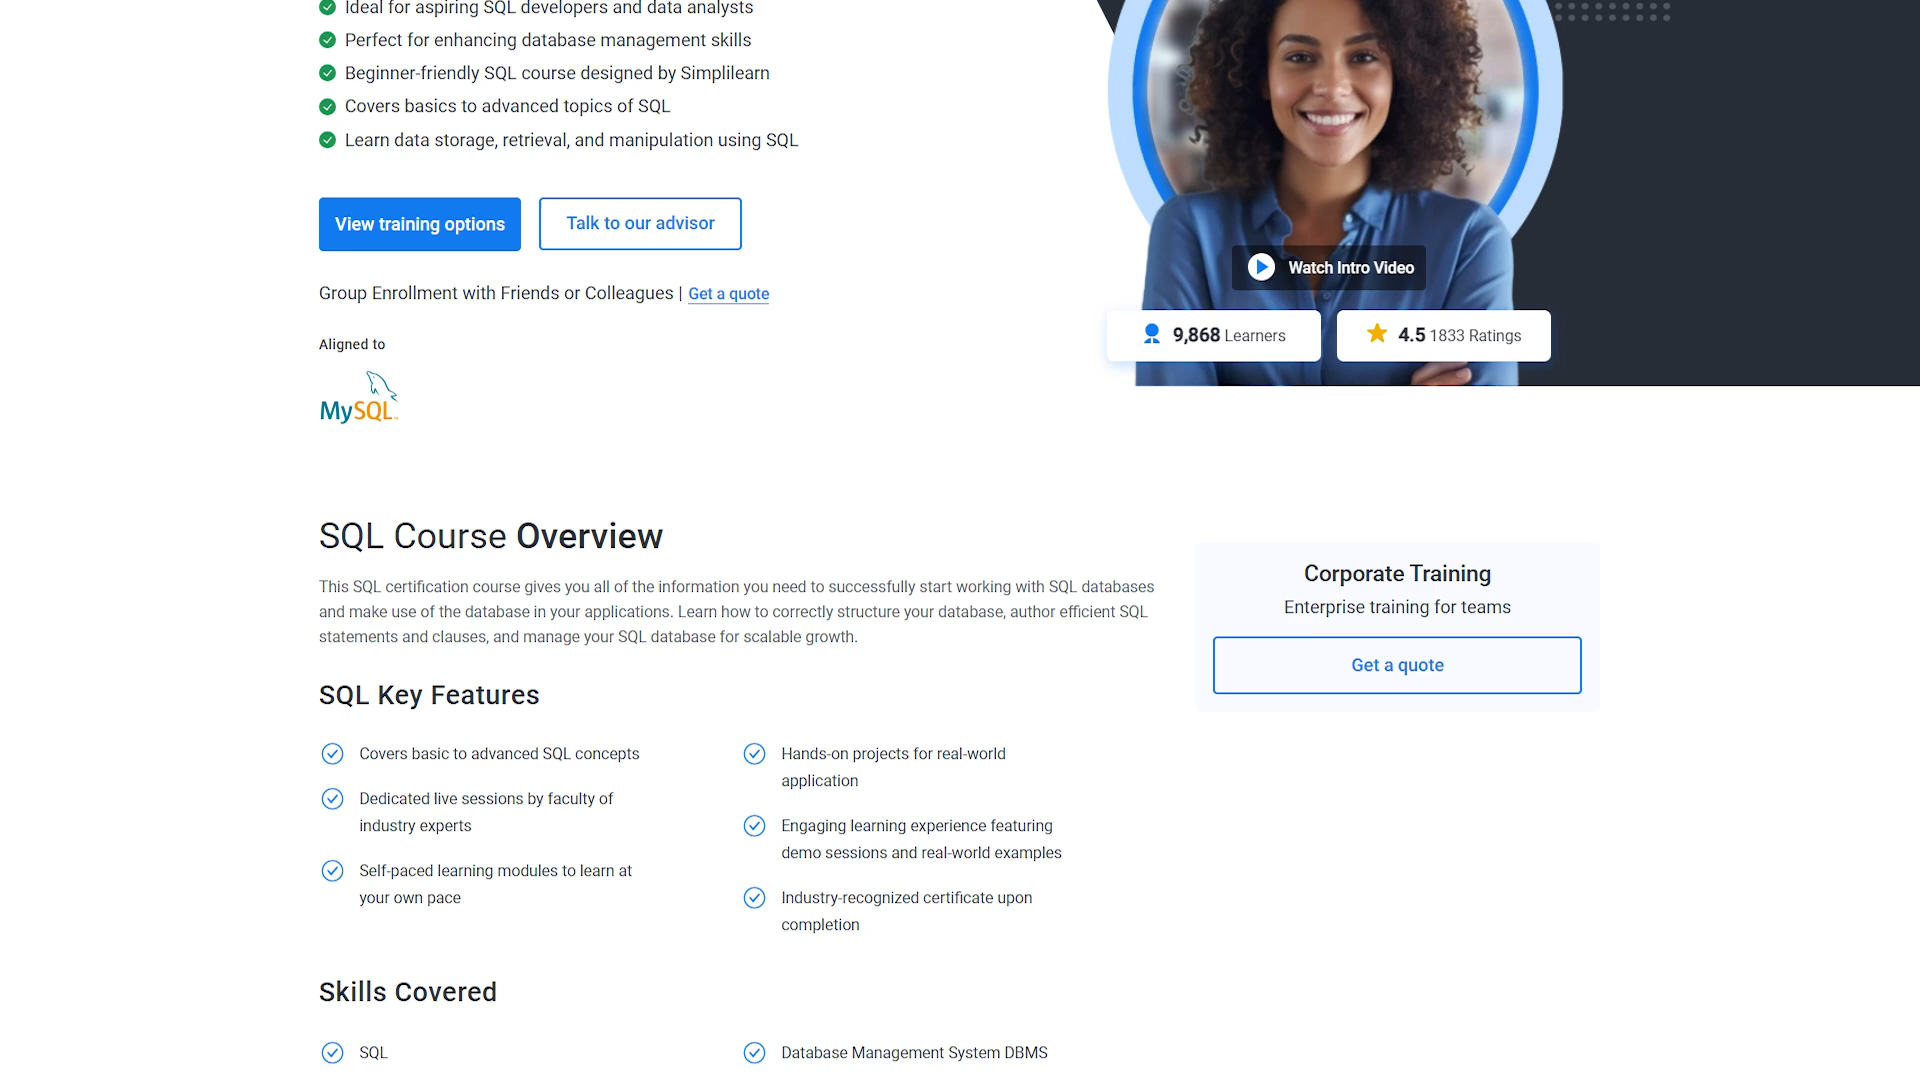 Ideal for aspiring SQL developers and data analysts
Perfect for enhancing database management skills
Beginner-friendly SQL course designed by Simplilearn
Covers basics to advanced topics of SQL
Learn data storage, retrieval, and manipulation using SQL
View training options
Talk to our advisor
Group Enrollment with Friends or Colleagues | Get a quote
Aligned to
MySQL™
Watch Intro Video
9,868 Learners
4.5 1833 Ratings
SQL Course Overview
This SQL certification course gives you all of the information you need to successfully start working with SQL databases
and make use of the database in your applications. Learn how to correctly structure your database, author efficient SQL
statements and clauses, and manage your SQL database for scalable growth.
Corporate Training
Enterprise training for teams
Get a quote
SQL Key Features
Covers basic to advanced SQL concepts
Dedicated live sessions by faculty of
industry experts
Self-paced learning modules to learn at
your own pace
Hands-on projects for real-world
application
Engaging learning experience featuring
demo sessions and real-world examples
Industry-recognized certificate upon
completion
Skills Covered
SQL
Database Management System DBMS